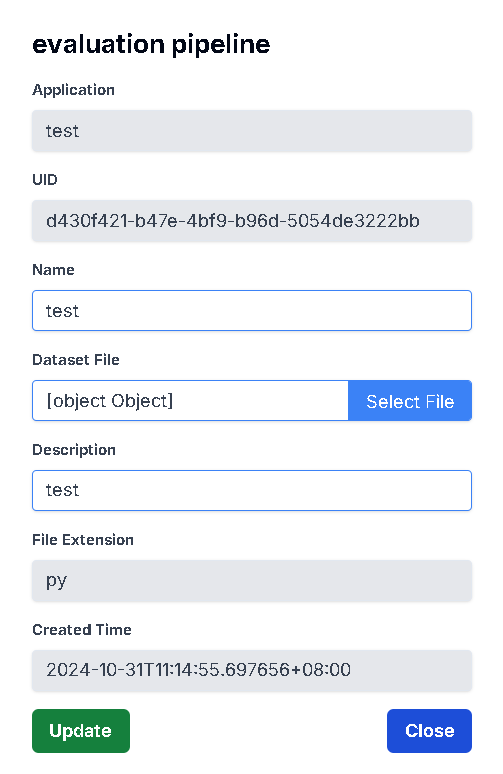 evaluation pipeline
Application
test
UID
d430f421-b47e-4bf9-b96d-5054de3222bb
Name
test
Dataset File
[object Object]
Select File
Description
test
File Extension
py
Created Time
2024-10-31T11:14:55.697656+08:00
Update
Close